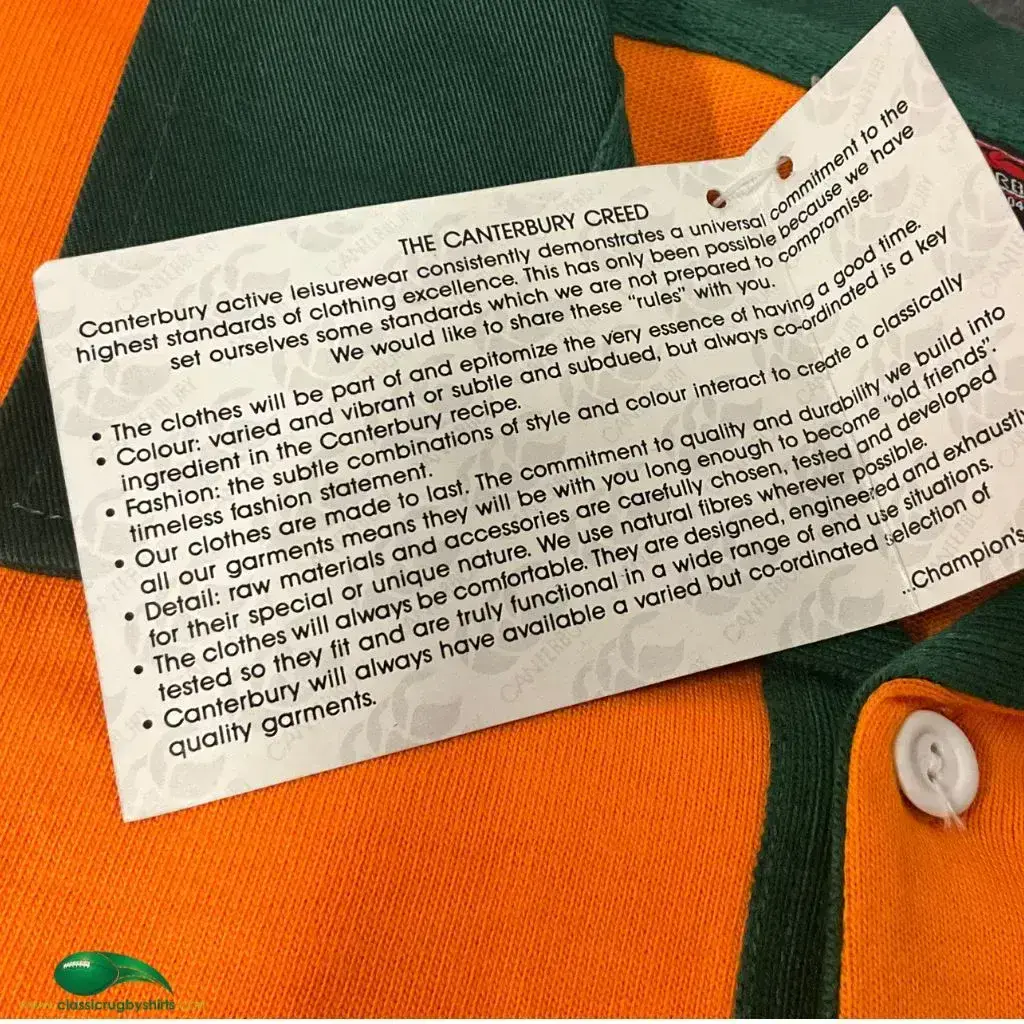 THE CANTERBURY CREED
Canterbury active leisurewear consistently demonstrates a universal commitment to the
highest standards of clothing excellence. This has only been possible because we have
set ourselves some standards which we are not prepared to compromise.
We would like to share these "rules" with you.
• The clothes will be part of and epitomize the very essence of having a good time.
• Colour: varied and vibrant or subtle and subdued, but always co-ordinated is a key
ingredient in the Canterbury recipe.
• Fashion: the subtle combinations of style and colour interact to create a classically
timeless fashion statement.
• Our clothes are made to last. The commitment to quality and durability we build into
all our garments means they will be with you long enough to become "old friends".
• Detail: raw materials and accessories are carefully chosen, tested and developed
for their special or unique nature. We use natural fibres wherever possible.
• The clothes will always be comfortable. They are designed, engineered and exhausti
tested so they fit and are truly functional in a wide range of end use situations.
• Canterbury will always have available a varied but co-ordinated selection of
quality garments.
...Champion's
www.classicrugbyshirts.com